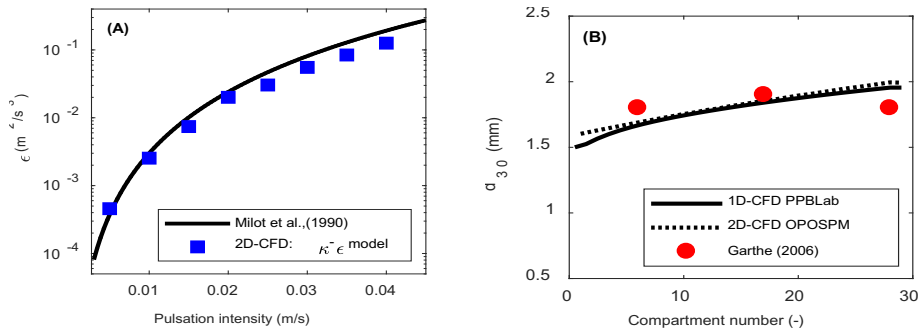 (A)
10⁻¹
10⁻²
10⁻³
10⁻⁴
ϵ (m⁻²/s⁻³)
Milot et al.,(1990)
2D-CFD: κ-ϵ model
0.01 0.02 0.03 0.04
Pulsation intensity (m/s)
(B)
2.5
2
1.5
1
0.5
d₃₀ (mm)
1D-CFD PPBLab
2D-CFD OPOSPM
Garthe (2006)
0 10 20 30
Compartment number (-)